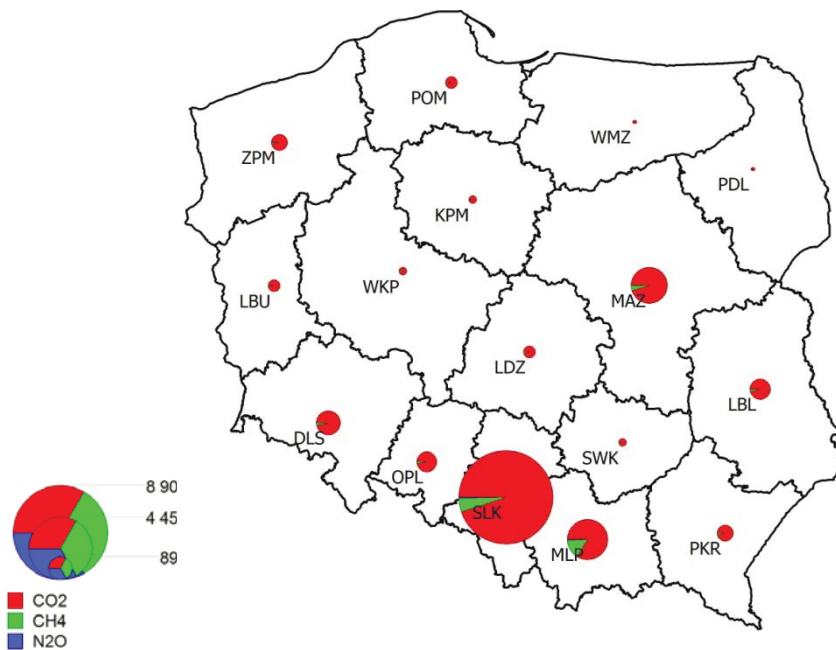 POM
WMZ
ZPM
PDL
KPM
WKP
LBU
MAZ
LDZ
LBL
DLS
SWK
OPL
SLK
MLP
PKR
8 90
4 45
89
CO2
CH4
N2O